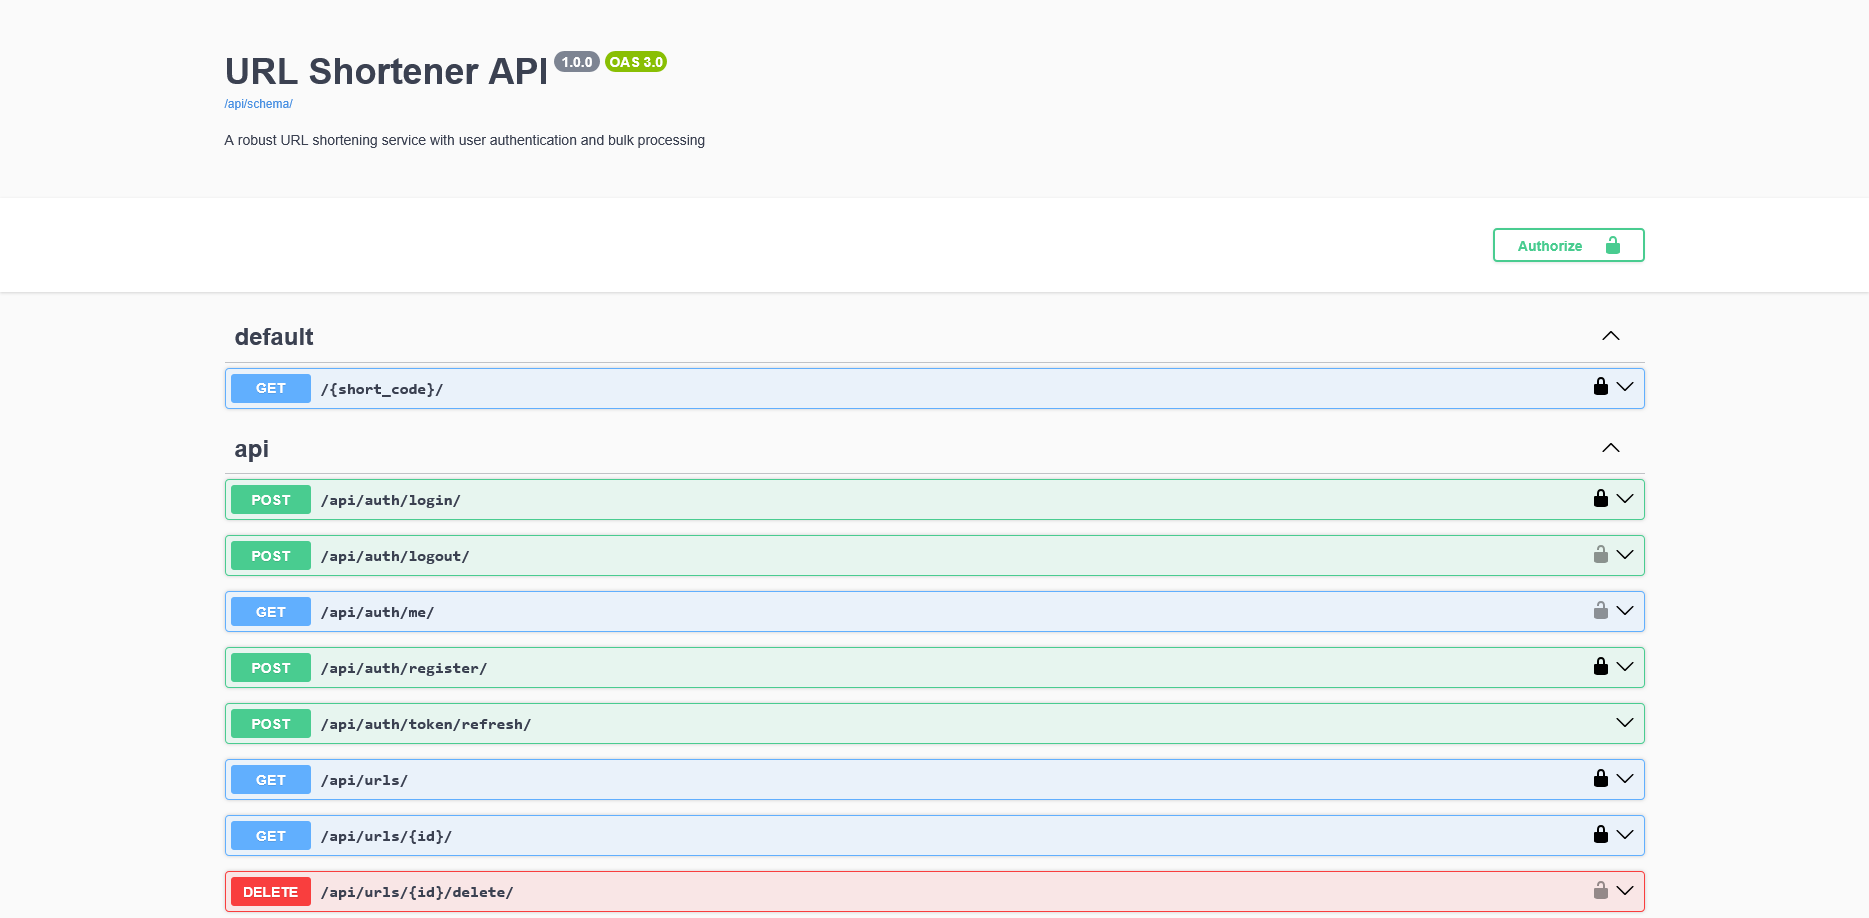 URL Shortener API 1.0.0 OAS 3.0
/api/schema/
A robust URL shortening service with user authentication and bulk processing
Authorize
default
GET /{short_code}/
api
POST /api/auth/login/
POST /api/auth/logout/
GET /api/auth/me/
POST /api/auth/register/
POST /api/auth/token/refresh/
GET /api/urls/
GET /api/urls/{id}/
DELETE /api/urls/{id}/delete/